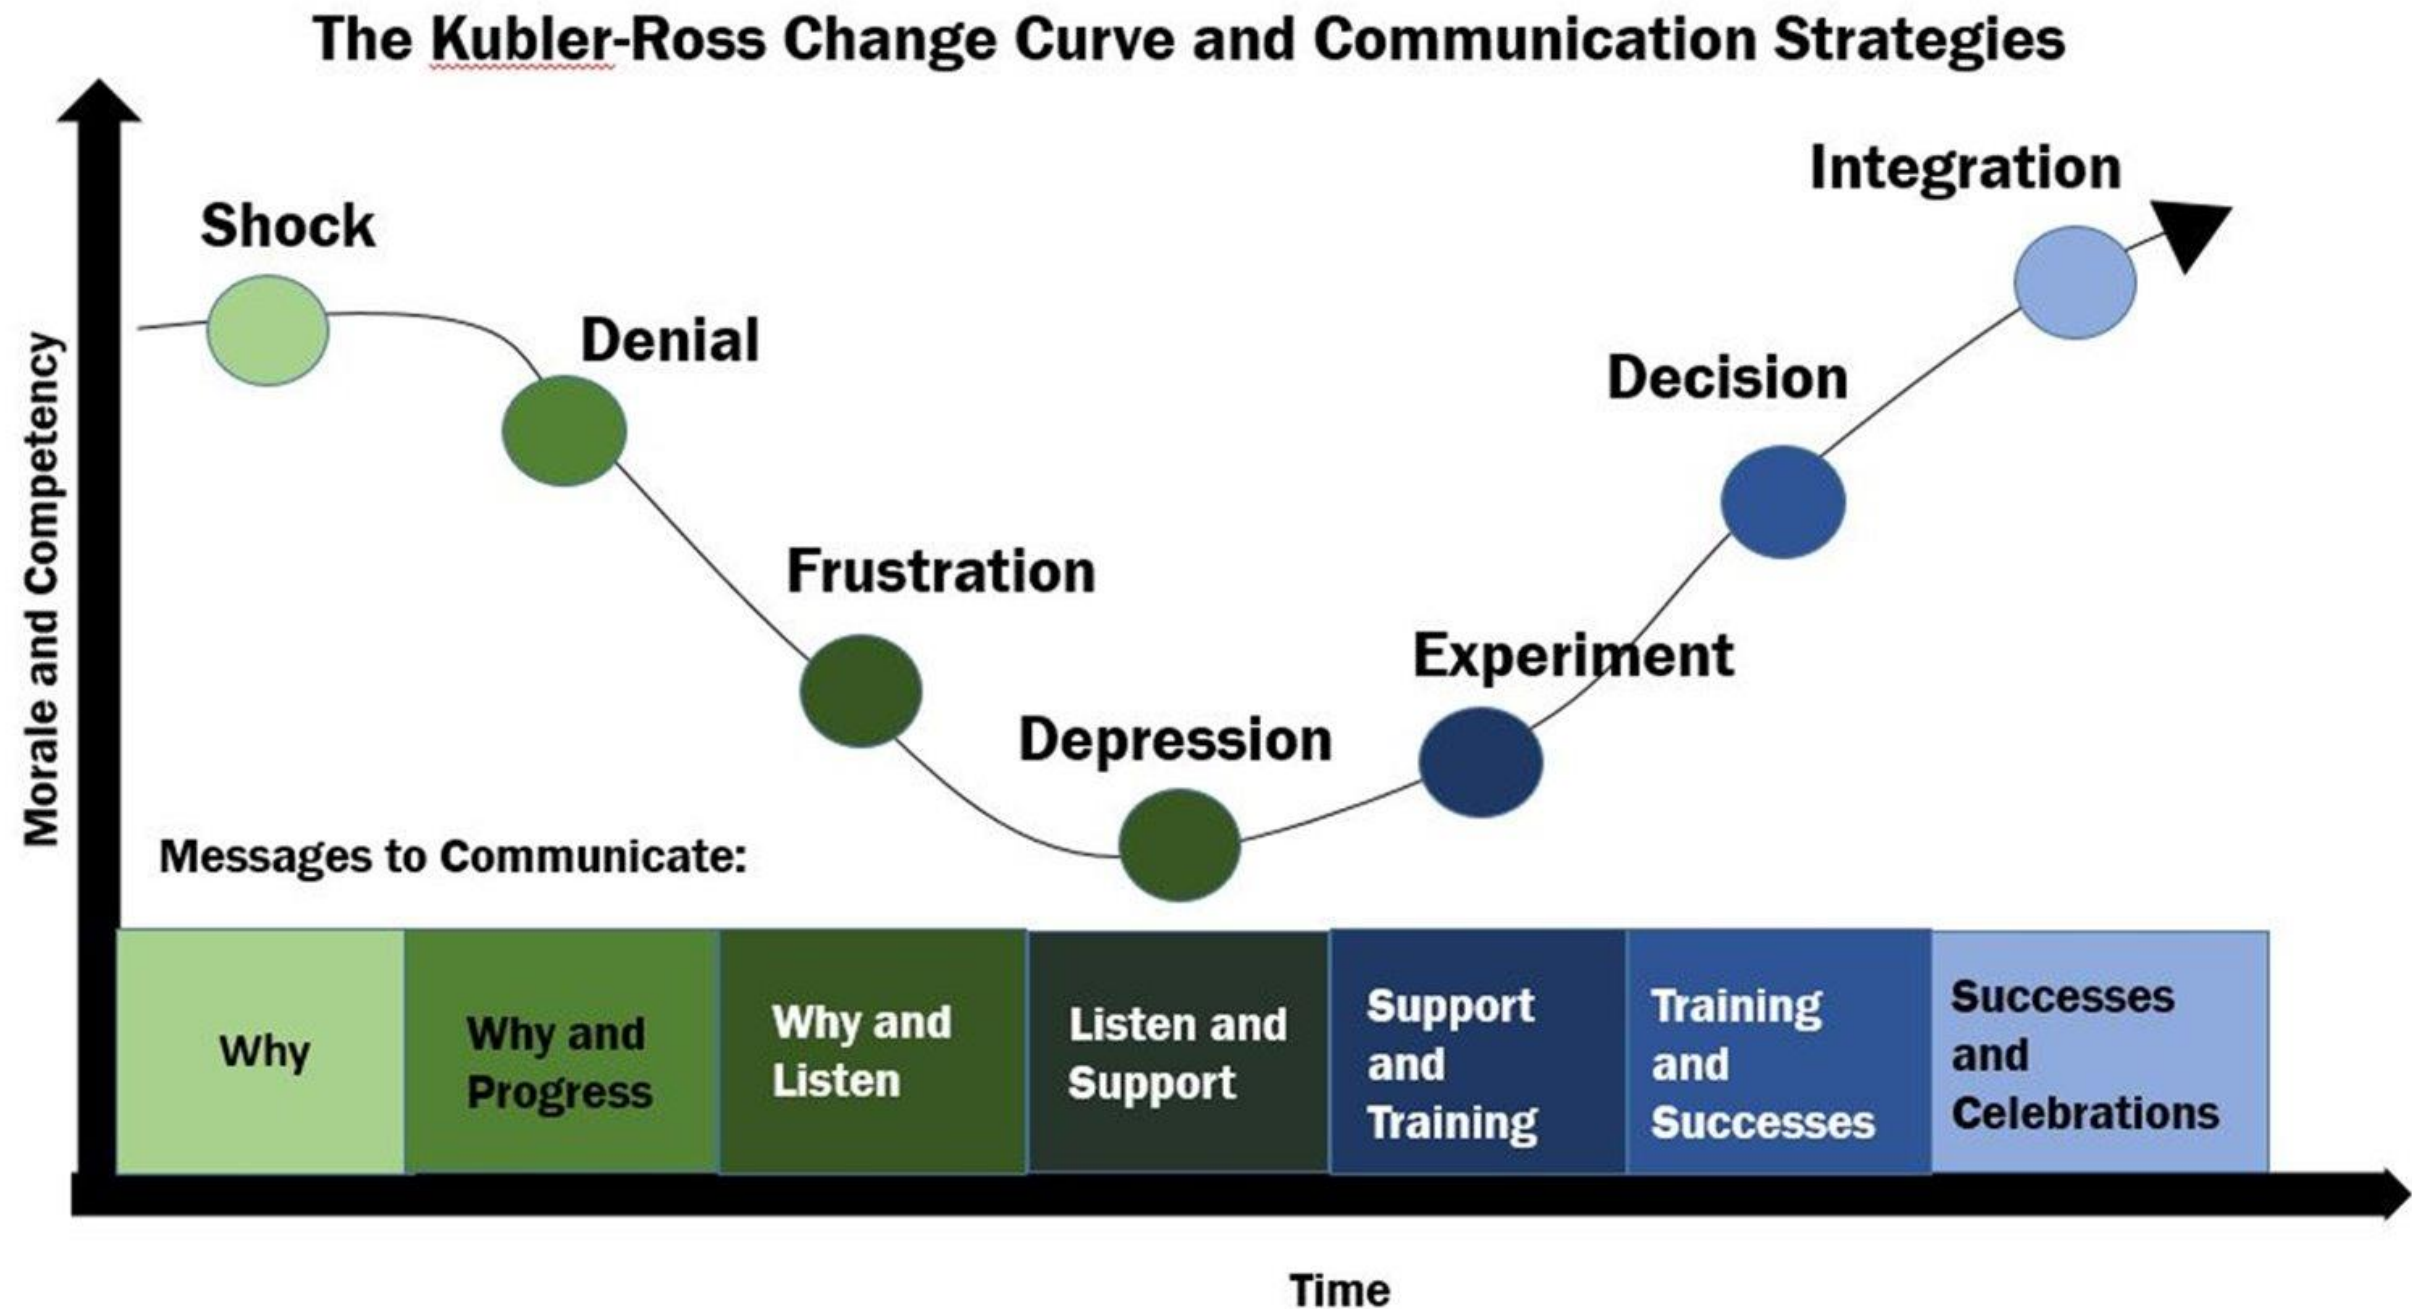 The Kubler-Ross Change Curve and Communication Strategies
Integration
Shock
Denial
Decision
Frustration
Experiment
Depression
Morale and Competency
Messages to Communicate:
Why
Why and
Progress
Why and
Listen
Listen and
Support
Support
and
Training
Training
and
Successes
Successes
and
Celebrations
Time